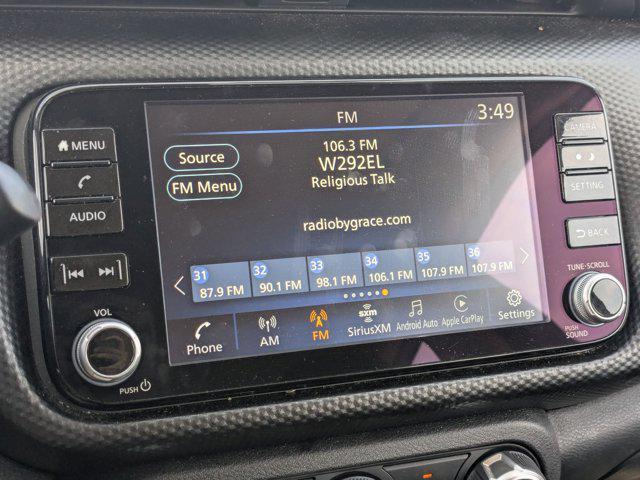 FM
3:49
Source
FM Menu
106.3 FM
W292EL
Religious Talk
radiobygrace.com
31 32 33 34 35 36
87.9 FM 90.1 FM 98.1 FM 106.1 FM 107.9 FM 107.9 FM
Phone AM FM SiriusXM Android Auto Apple CarPlay Settings
sxm
MENU
AUDIO
VOL
PUSH
CAMERA
SETTING
BACK
TUNE·SCROLL
PUSH
SOUND